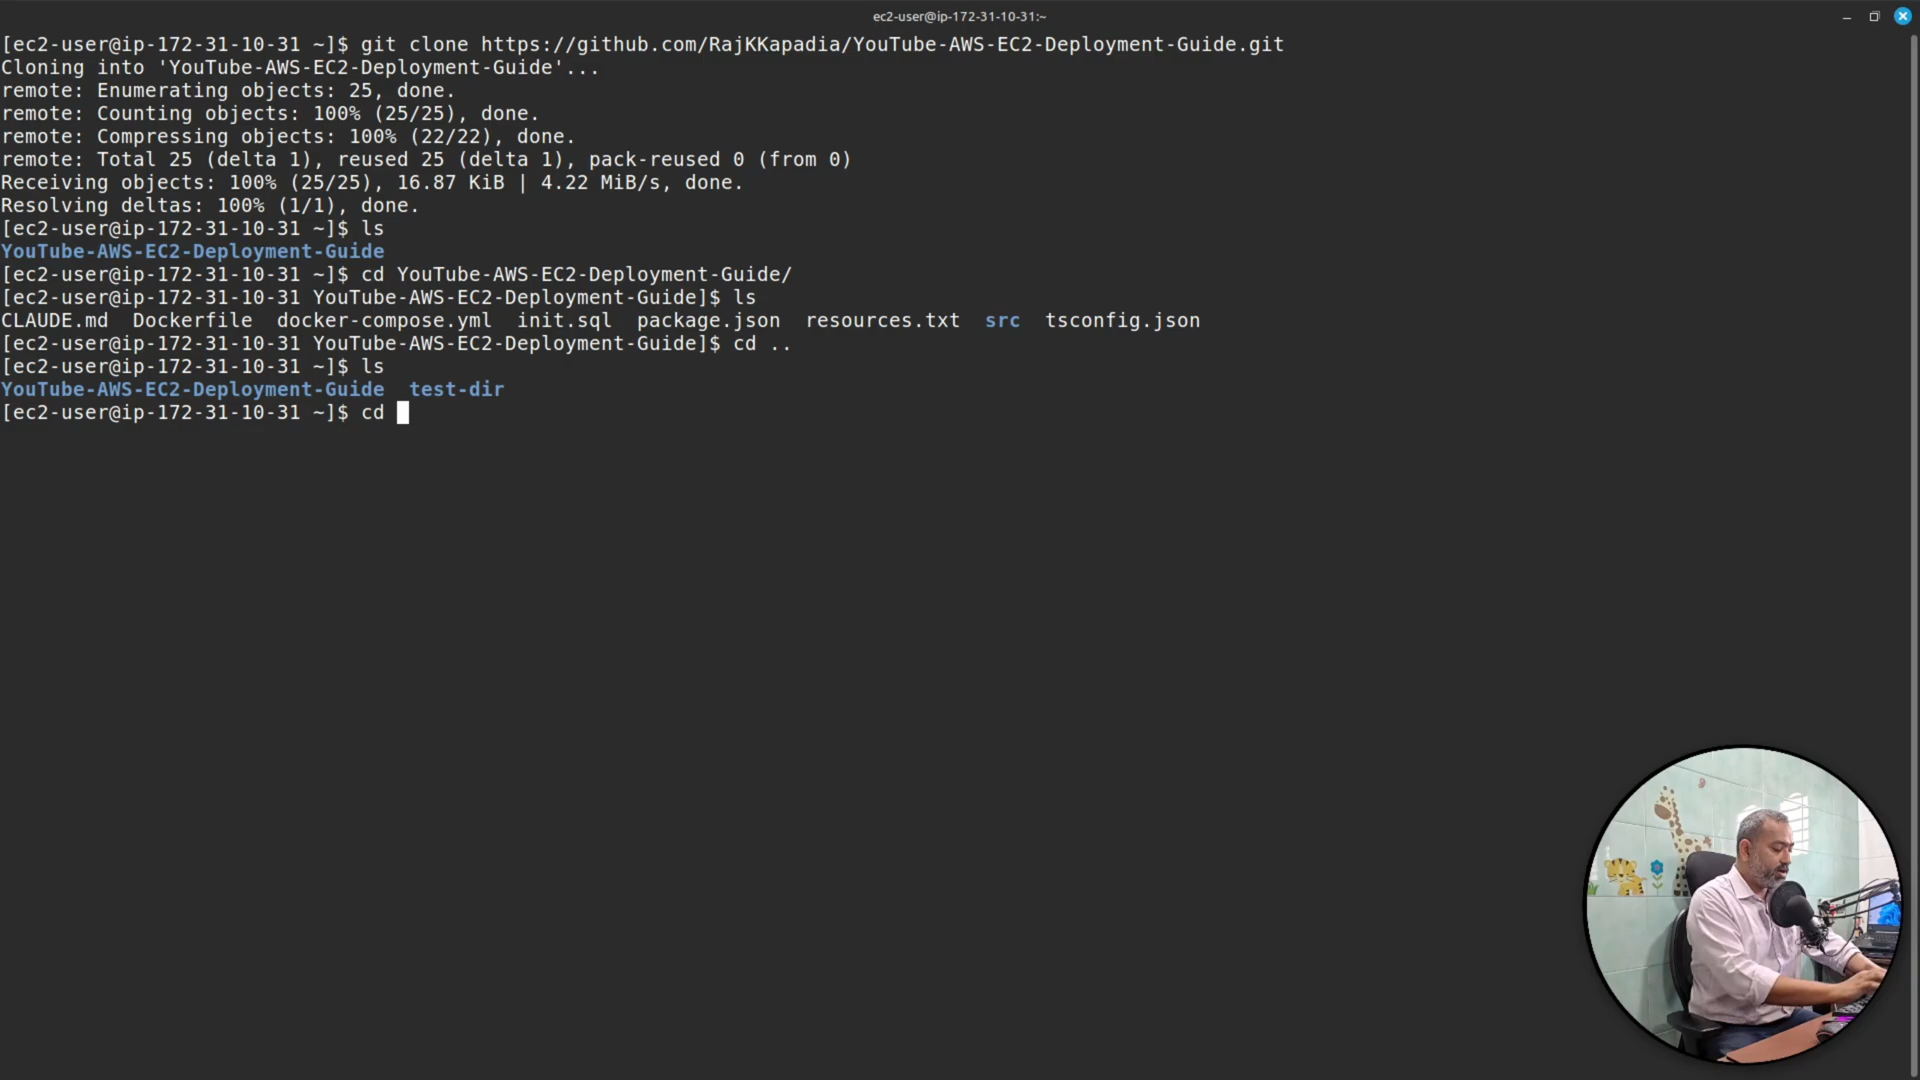 ec2-user@ip-172-31-10-31:~
[ec2-user@ip-172-31-10-31 ~]$ git clone https://github.com/RajKKapadia/YouTube-AWS-EC2-Deployment-Guide.git
Cloning into 'YouTube-AWS-EC2-Deployment-Guide'...
remote: Enumerating objects: 25, done.
remote: Counting objects: 100% (25/25), done.
remote: Compressing objects: 100% (22/22), done.
remote: Total 25 (delta 1), reused 25 (delta 1), pack-reused 0 (from 0)
Receiving objects: 100% (25/25), 16.87 KiB | 4.22 MiB/s, done.
Resolving deltas: 100% (1/1), done.
[ec2-user@ip-172-31-10-31 ~]$ ls
YouTube-AWS-EC2-Deployment-Guide
[ec2-user@ip-172-31-10-31 ~]$ cd YouTube-AWS-EC2-Deployment-Guide/
[ec2-user@ip-172-31-10-31 YouTube-AWS-EC2-Deployment-Guide]$ ls
CLAUDE.md  Dockerfile  docker-compose.yml  init.sql  package.json  resources.txt  src  tsconfig.json
[ec2-user@ip-172-31-10-31 YouTube-AWS-EC2-Deployment-Guide]$ cd ..
[ec2-user@ip-172-31-10-31 ~]$ ls
YouTube-AWS-EC2-Deployment-Guide  test-dir
[ec2-user@ip-172-31-10-31 ~]$ cd